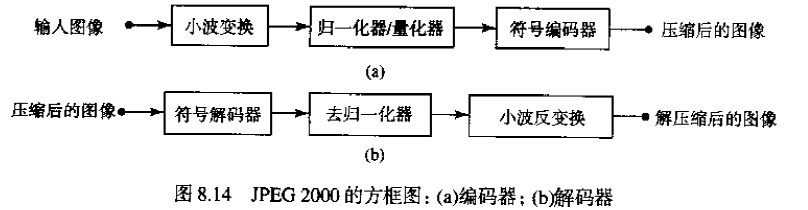 输入图像 小波变换 归一化器/量化器 符号编码器 压缩后的图像
(a)
压缩后的图像 符号解码器 去归一化器 小波反变换 解压缩后的图像
(b)
图 8.14 JPEG 2000 的方框图：(a)编码器；(b)解码器